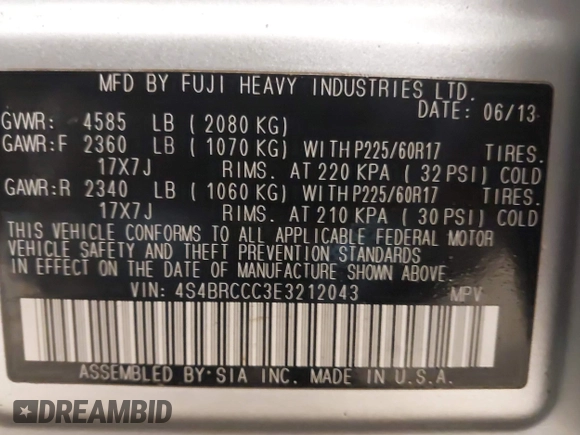 MFD BY FUJI HEAVY INDUSTRIES LTD.
DATE: 06/13
GVWR: 4585 LB ( 2080 KG)
GAWR:F 2360 LB ( 1070 KG) WITH P225/60R17 TIRES.
17X7J RIMS. AT 220 KPA ( 32 PSI) COLD
GAWR:R 2340 LB ( 1060 KG) WITH P225/60R17 TIRES.
17X7J RIMS. AT 210 KPA ( 30 PSI) COLD
THIS VEHICLE CONFORMS TO ALL APPLICABLE FEDERAL MOTOR
VEHICLE SAFETY AND THEFT PREVENTION STANDARDS
IN EFFECT ON THE DATE OF MANUFACTURE SHOWN ABOVE.
VIN: 4S4BRCCC3E3212043 MPV
ASSEMBLED BY SIA INC. MADE IN U.S.A.
DREAMBID